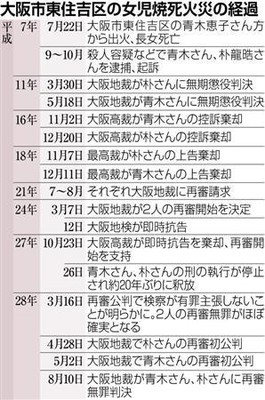 大阪市東住吉区の女児焼死火災の経過
平成
7年 7月22日 大阪市東住吉区の青木恵子さん
方から出火、長女死亡
9～10月 殺人容疑などで青木さん、朴龍晧さ
んを逮捕、起訴
11年 3月30日 大阪地裁が朴さんに無期懲役判決
5月18日 大阪地裁が青木さんに無期懲役判決
16年 11月2日 大阪高裁が青木さんの控訴棄却
12月20日 大阪高裁が朴さんの控訴棄却
18年 11月7日 最高裁が朴さんの上告棄却
12月11日 最高裁が青木さんの上告棄却
21年 7～8月 それぞれ大阪地裁に再審請求
24年 3月7日 大阪地裁が2人の再審開始を決定
12日 大阪地検が即時抗告
27年 10月23日 大阪高裁が即時抗告を棄却、再審開
始を支持
26日 青木さん、朴さんの刑の執行が停止
され約20年ぶりに釈放
28年 3月16日 再審公判で検察が有罪主張しないこ
とが明らかに。2人の再審無罪がほぼ
確実となる
4月28日 大阪地裁で朴さんの再審初公判
5月2日 大阪地裁で青木さんの再審初公判
8月10日 大阪地裁が青木さん、朴さんに再審
無罪判決